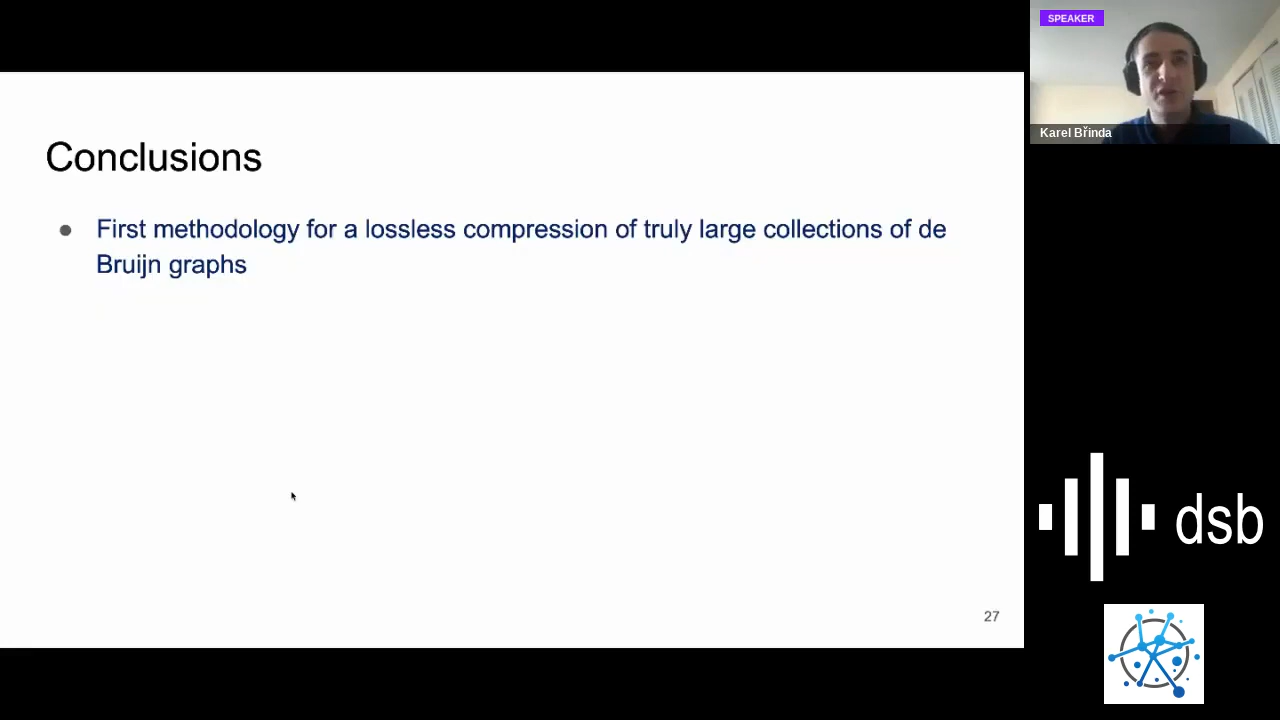 SPEAKER
Karel Břinda
Conclusions
● First methodology for a lossless compression of truly large collections of de
Bruijn graphs
dsb
27